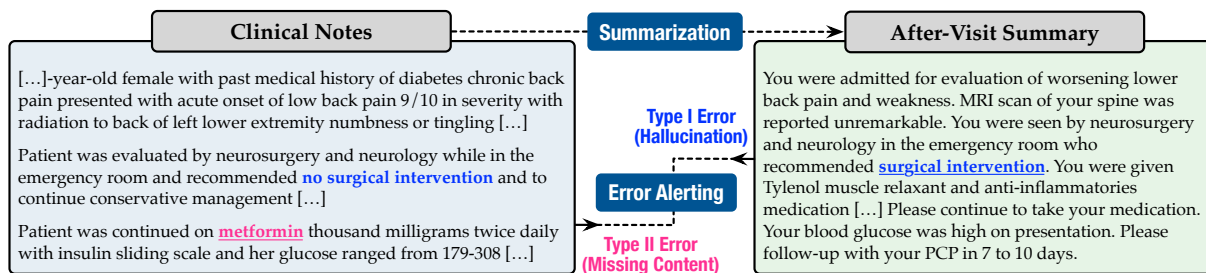 Clinical Notes
Summarization
After-Visit Summary
[...]-year-old female with past medical history of diabetes chronic back
pain presented with acute onset of low back pain 9/10 in severity with
radiation to back of left lower extremity numbness or tingling [...]
Patient was evaluated by neurosurgery and neurology while in the
emergency room and recommended no surgical intervention and to
continue conservative management [...]
Patient was continued on metformin thousand milligrams twice daily
with insulin sliding scale and her glucose ranged from 179-308 [...]
Type I Error
(Hallucination)
Error Alerting
Type II Error
(Missing Content)
You were admitted for evaluation of worsening lower
back pain and weakness. MRI scan of your spine was
reported unremarkable. You were seen by neurosurgery
and neurology in the emergency room who
recommended surgical intervention. You were given
Tylenol muscle relaxant and anti-inflammatories
medication [...] Please continue to take your medication.
Your blood glucose was high on presentation. Please
follow-up with your PCP in 7 to 10 days.